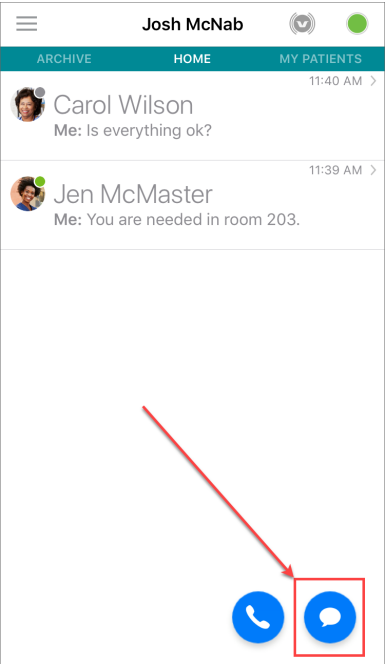 Josh McNab
ARCHIVE HOME MY PATIENTS
11:40 AM
Carol Wilson
Me: Is everything ok?
11:39 AM
Jen McMaster
Me: You are needed in room 203.